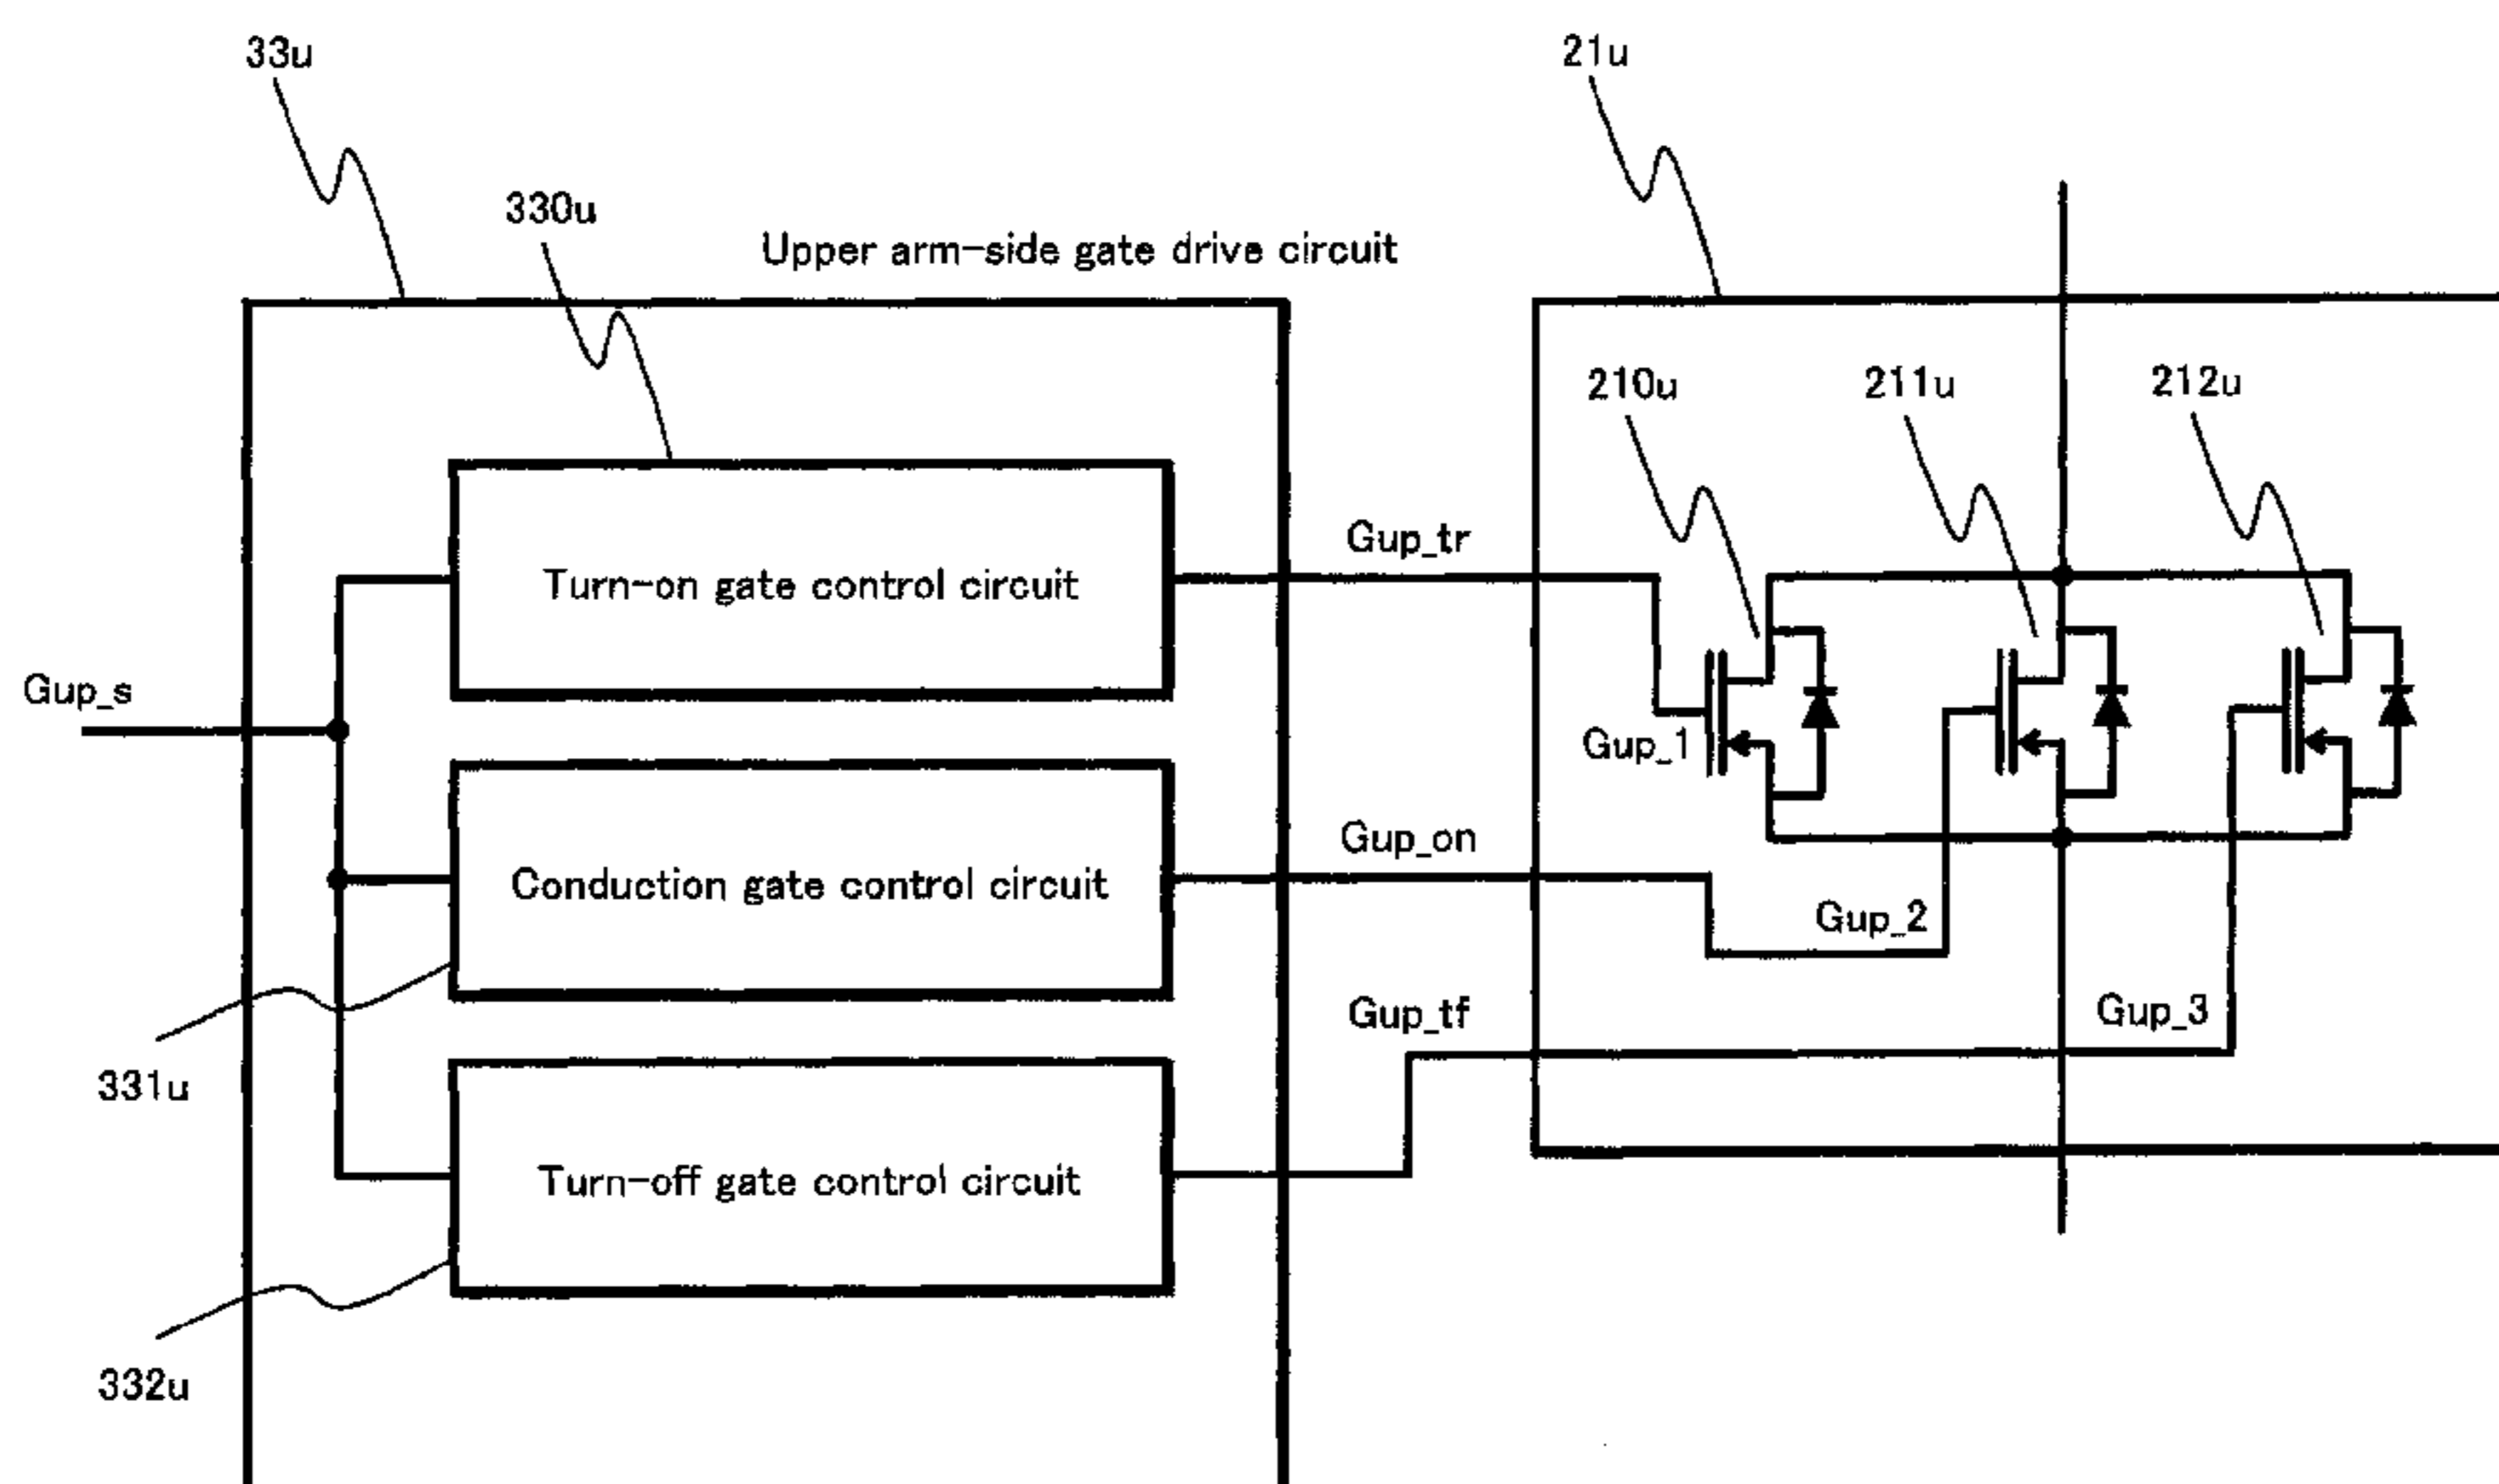 33u
21u
330u
Upper arm-side gate drive circuit
210u
211u
212u
Gup_tr
Turn-on gate control circuit
Gup_s
Gup_1
Gup_on
Conduction gate control circuit
Gup_2
Gup_tf
Gup_3
331u
Turn-off gate control circuit
332u